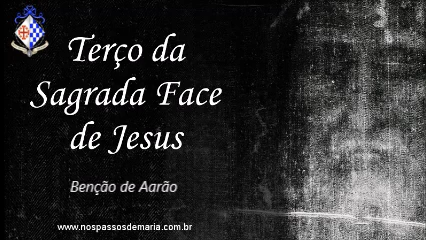 Terço da
Sagrada Face
de Jesus
Benção de Aarão
www.nospassosdemaria.com.br